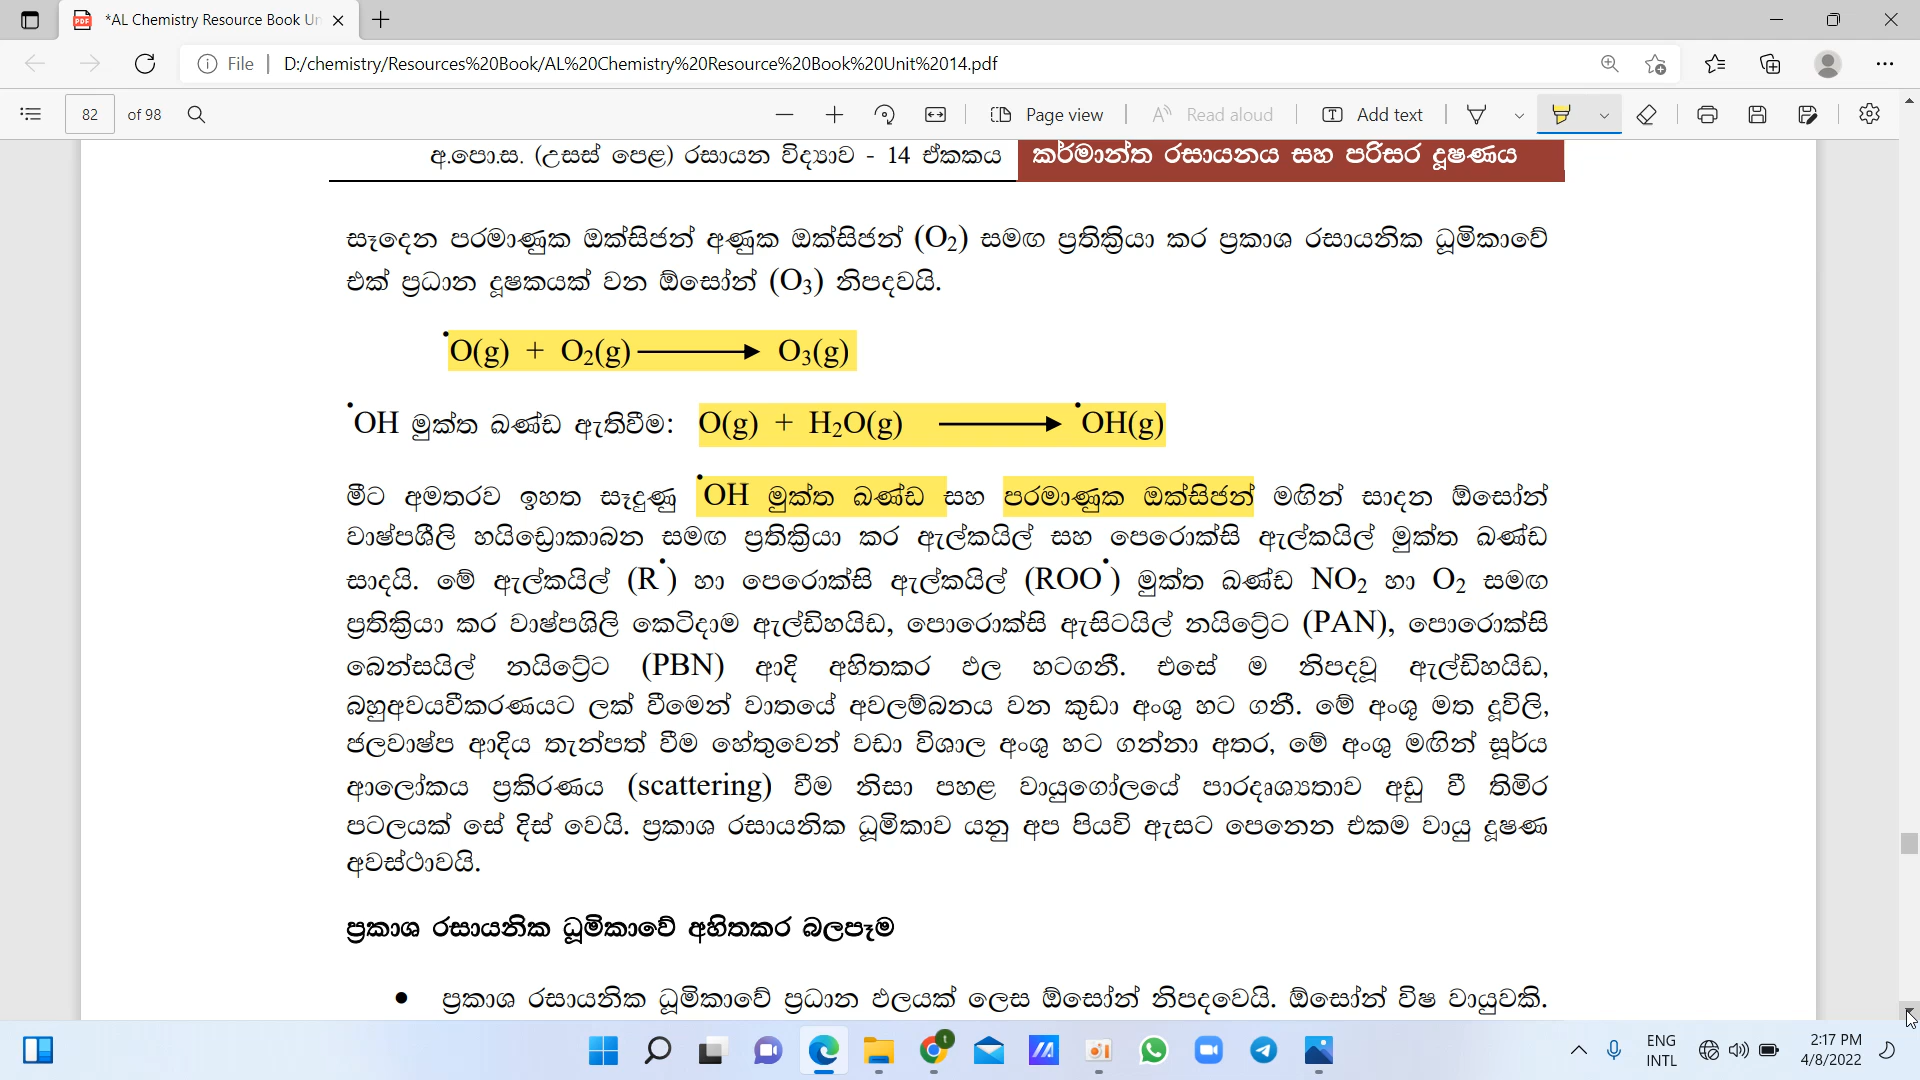 *AL Chemistry Resource Book Un
File
D:/chemistry/Resources%20Book/AL%20Chemistry%20Resource%20Book%20Unit%2014.pdf
82 of 98
Page view
Read aloud
Add text
අ.පො.ස. (උසස් පෙළ) රසායන විද්‍යාව - 14 ඒකකය
කර්මාන්ත රසායනය සහ පරිසර දූෂණය
සෑදෙන පරමාණුක ඔක්සිජන් අණුක ඔක්සිජන් (O₂) සමඟ ප්‍රතික්‍රියා කර ප්‍රකාශ රසායනික ධූමිකාවේ
එක් ප්‍රධාන දූෂකයක් වන ඕසෝන් (O₃) නිපදවයි.
˙O(g) + O₂(g) ⟶ O₃(g)
˙OH මුක්ත ඛණ්ඩ ඇතිවීම: O(g) + H₂O(g) ⟶ ˙OH(g)
මීට අමතරව ඉහත සෑදුණු ˙OH මුක්ත ඛණ්ඩ සහ පරමාණුක ඔක්සිජන් මඟින් සාදන ඕසෝන්
වාෂ්පශීලි හයිඩ්‍රොකාබන සමඟ ප්‍රතික්‍රියා කර ඇල්කයිල් සහ පෙරොක්සි ඇල්කයිල් මුක්ත ඛණ්ඩ
සාදයි. මේ ඇල්කයිල් (R˙) හා පෙරොක්සි ඇල්කයිල් (ROO˙) මුක්ත ඛණ්ඩ NO₂ හා O₂ සමඟ
ප්‍රතික්‍රියා කර වාෂ්පශිලි කෙටිදාම ඇල්ඩිහයිඩ, පොරොක්සි ඇසිටයිල් නයිට්‍රේට (PAN), පොරොක්සි
බෙන්සයිල් නයිට්‍රේට (PBN) ආදි අහිතකර ඵල හටගනී. එසේ ම නිපදවූ ඇල්ඩිහයිඩ,
බහුඅවයවීකරණයට ලක් වීමෙන් වාතයේ අවලම්බනය වන කුඩා අංශු හට ගනී. මේ අංශූ මත දූවිලි,
ජලවාෂ්ප ආදිය තැන්පත් වීම හේතුවෙන් වඩා විශාල අංශු හට ගන්නා අතර, මේ අංශු මඟින් සූර්ය
ආලෝකය ප්‍රකිරණය (scattering) වීම නිසා පහළ වායුගෝලයේ පාරදෘශ්‍යතාව අඩු වී තිමිර
පටලයක් සේ දිස් වෙයි. ප්‍රකාශ රසායනික ධූමිකාව යනු අප පියවි ඇසට පෙනෙන එකම වායු දූෂණ
අවස්ථාවයි.
ප්‍රකාශ රසායනික ධූමිකාවේ අහිතකර බලපෑම
● ප්‍රකාශ රසායනික ධූමිකාවේ ප්‍රධාන ඵලයක් ලෙස ඕසෝන් නිපදවෙයි. ඕසෝන් විෂ වායුවකි.
ENG
INTL
2:17 PM
4/8/2022